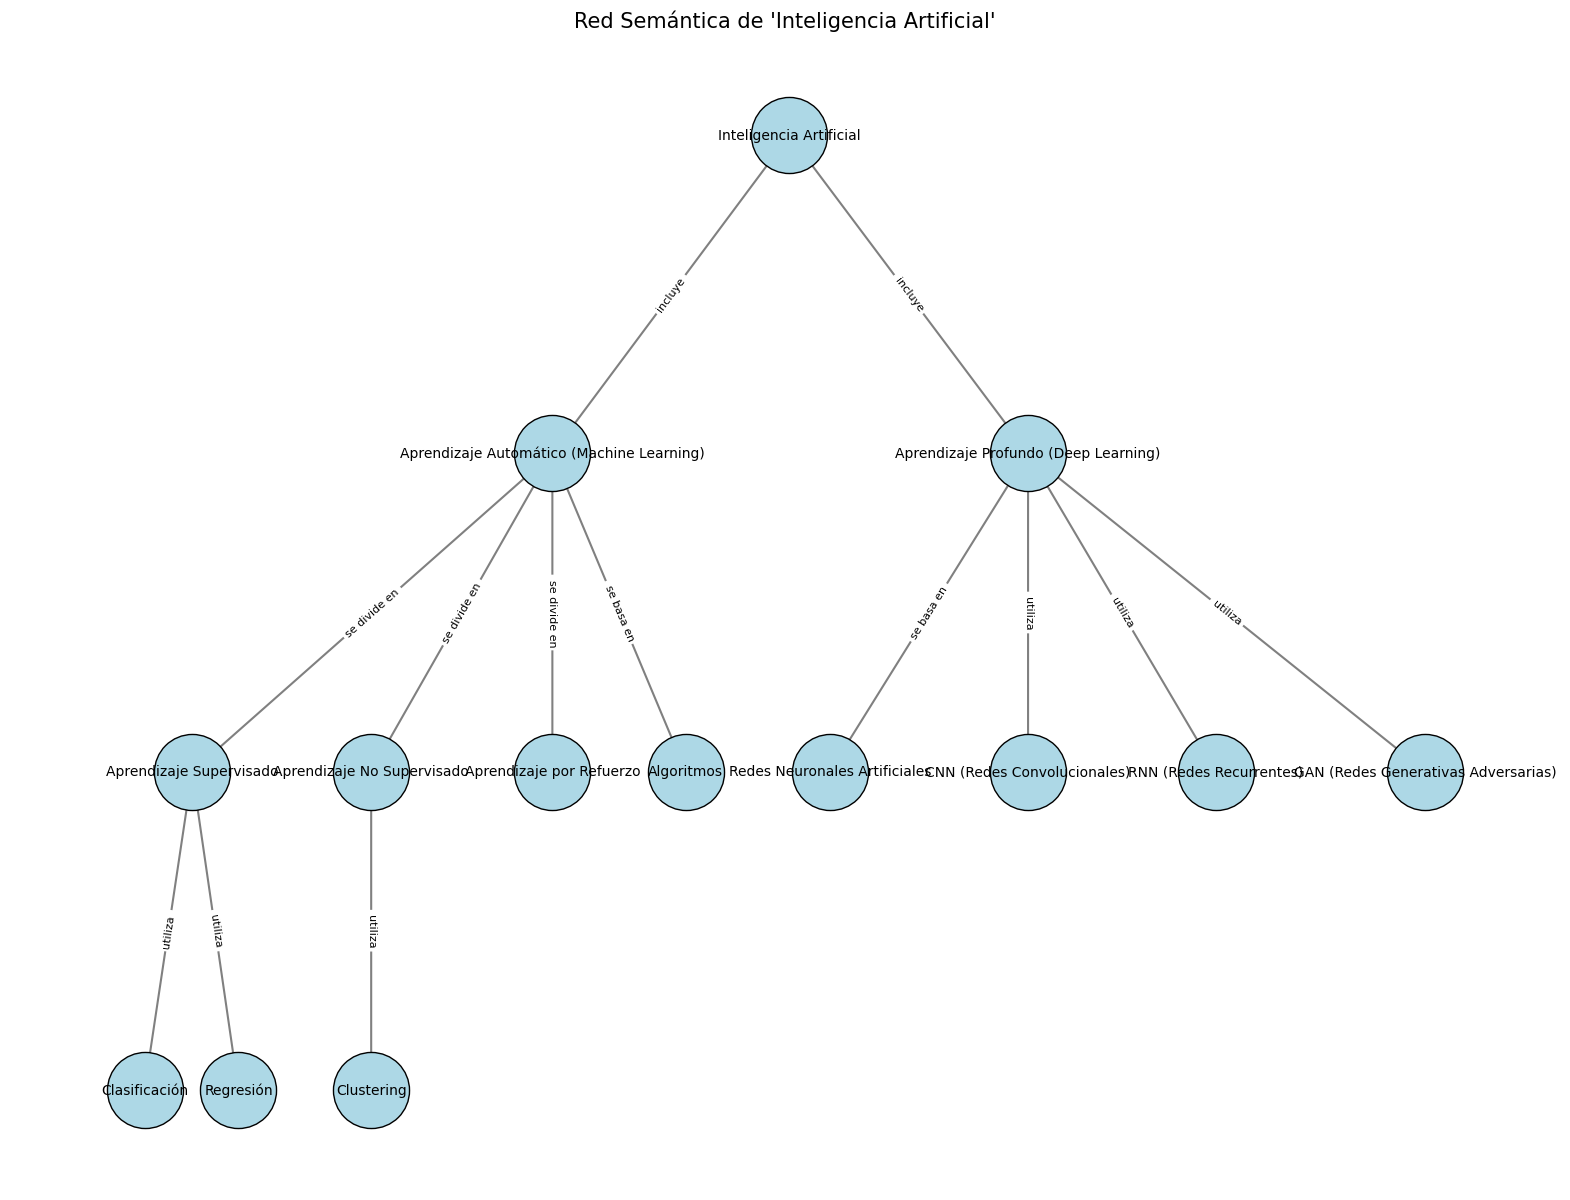 Red Semántica de 'Inteligencia Artificial'
Inteligencia Artificial
incluye
incluye
Aprendizaje Automático (Machine Learning)
Aprendizaje Profundo (Deep Learning)
se divide en
se divide en
se divide en
se basa en
se basa en
utiliza
utiliza
utiliza
Aprendizaje Supervisado
Aprendizaje No Supervisado
Aprendizaje por Refuerzo
Algoritmos
Redes Neuronales Artificiales
CNN (Redes Convolucionales)
RNN (Redes Recurrentes)
GAN (Redes Generativas Adversarias)
utiliza
utiliza
utiliza
Clasificación
Regresión
Clustering